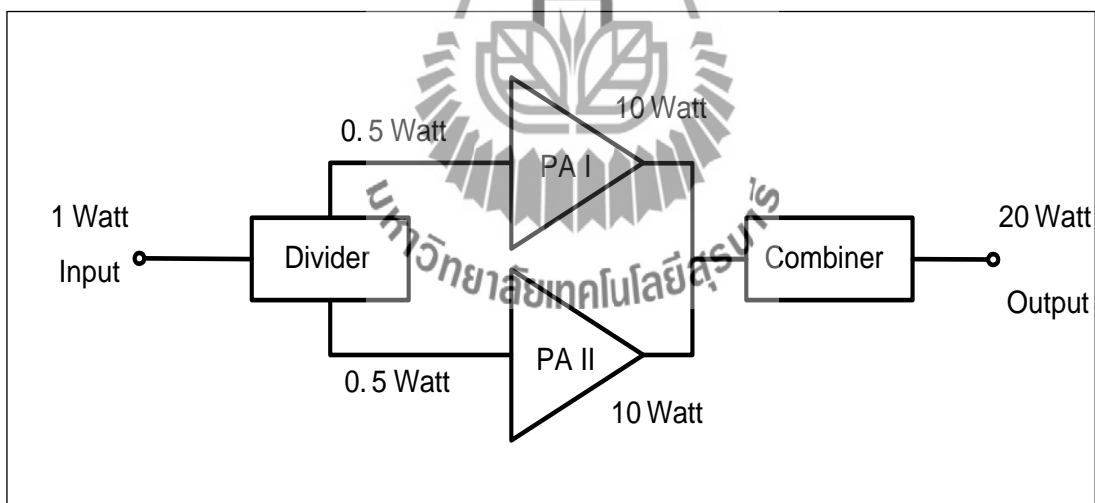 10 Watt
0. 5 Watt
PA I
1 Watt
Input
Divider
มหาวิทยาลัยเทคโนโลยีสุรนารี
Combiner
20 Watt
Output
PA II
0. 5 Watt
10 Watt